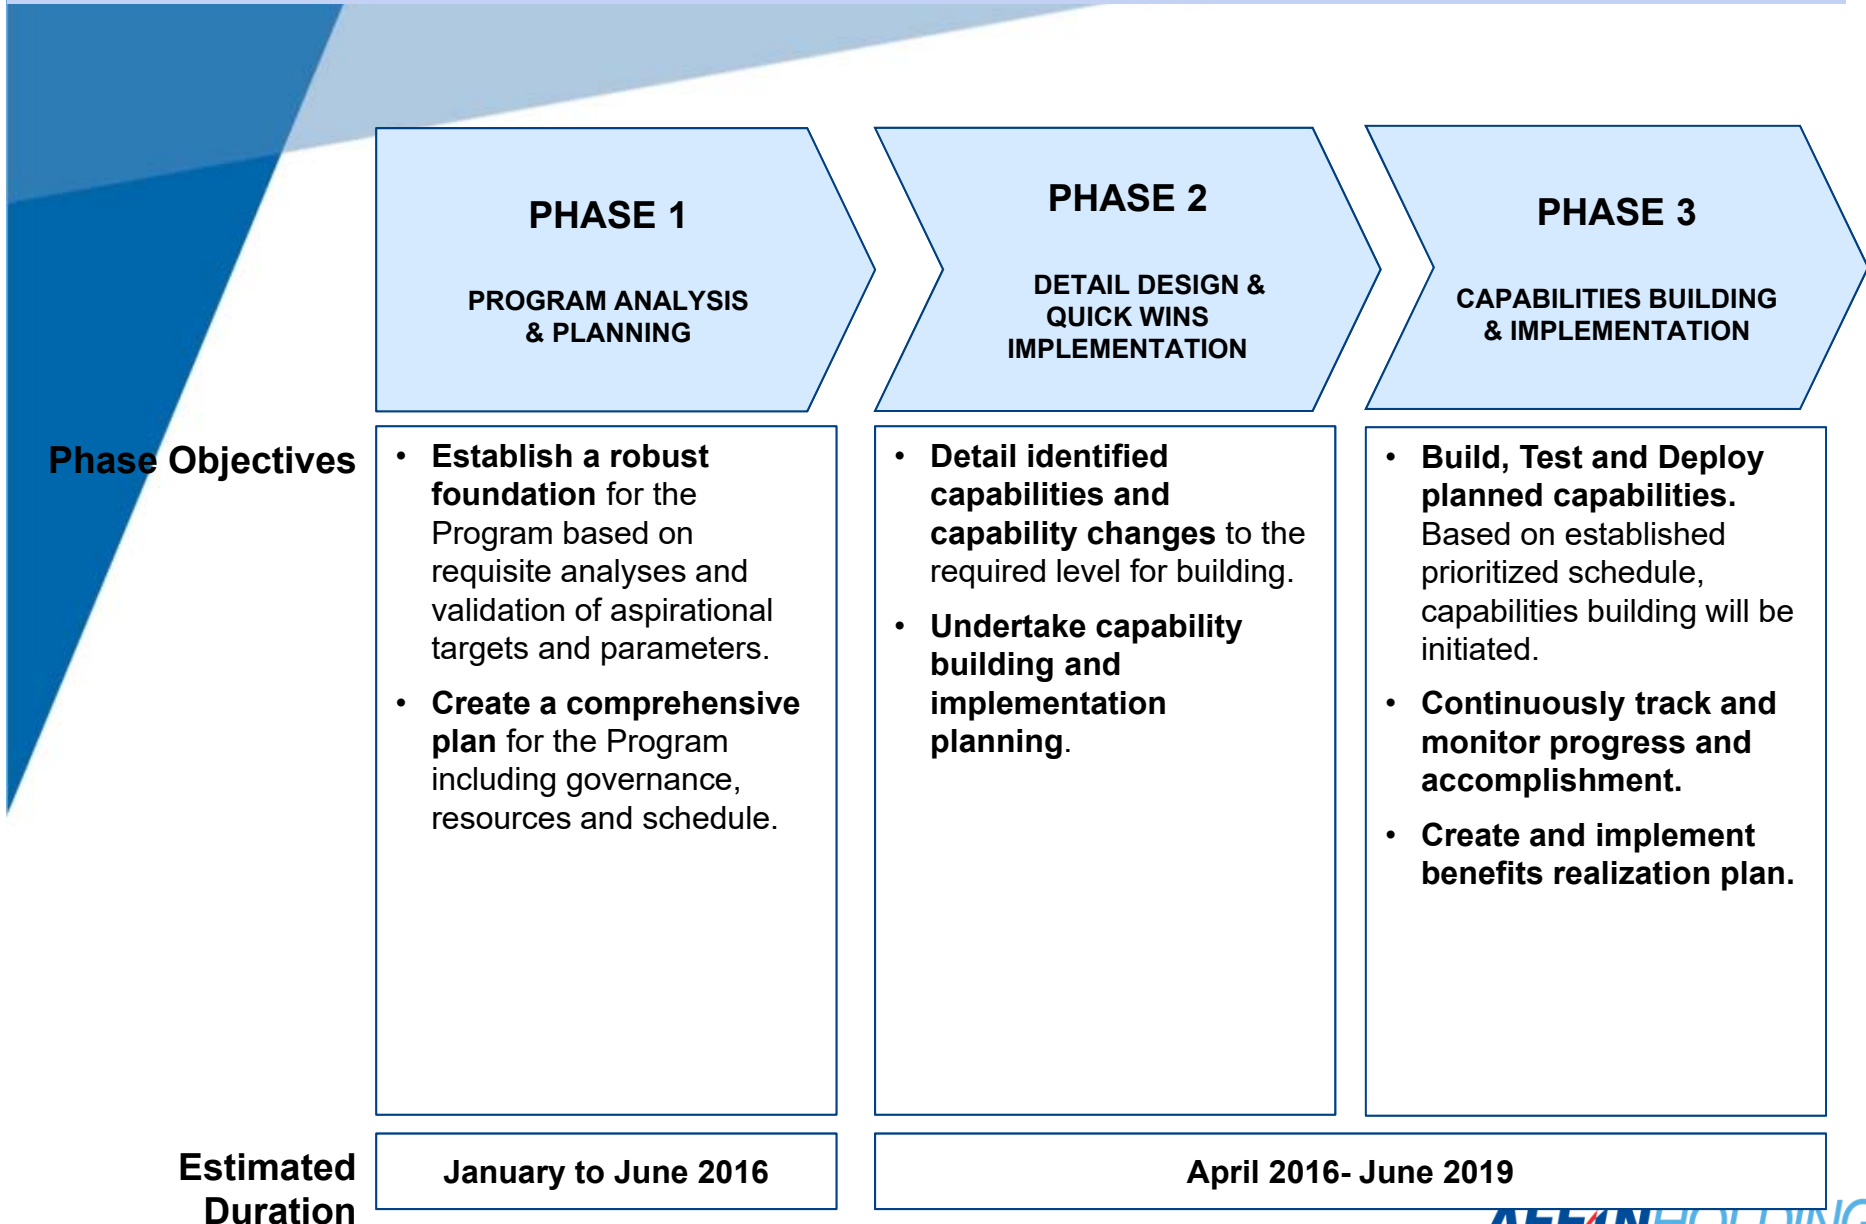 PHASE 1
PROGRAM ANALYSIS
& PLANNING
PHASE 2
DETAIL DESIGN &
QUICK WINS
IMPLEMENTATION
PHASE 3
CAPABILITIES BUILDING
& IMPLEMENTATION
Phase Objectives
• Establish a robust
foundation for the
Program based on
requisite analyses and
validation of aspirational
targets and parameters.
• Create a comprehensive
plan for the Program
including governance,
resources and schedule.
• Detail identified
capabilities and
capability changes to the
required level for building.
• Undertake capability
building and
implementation
planning.
• Build, Test and Deploy
planned capabilities.
Based on established
prioritized schedule,
capabilities building will be
initiated.
• Continuously track and
monitor progress and
accomplishment.
• Create and implement
benefits realization plan.
Estimated
Duration
January to June 2016
April 2016- June 2019
AFFINHOLDING